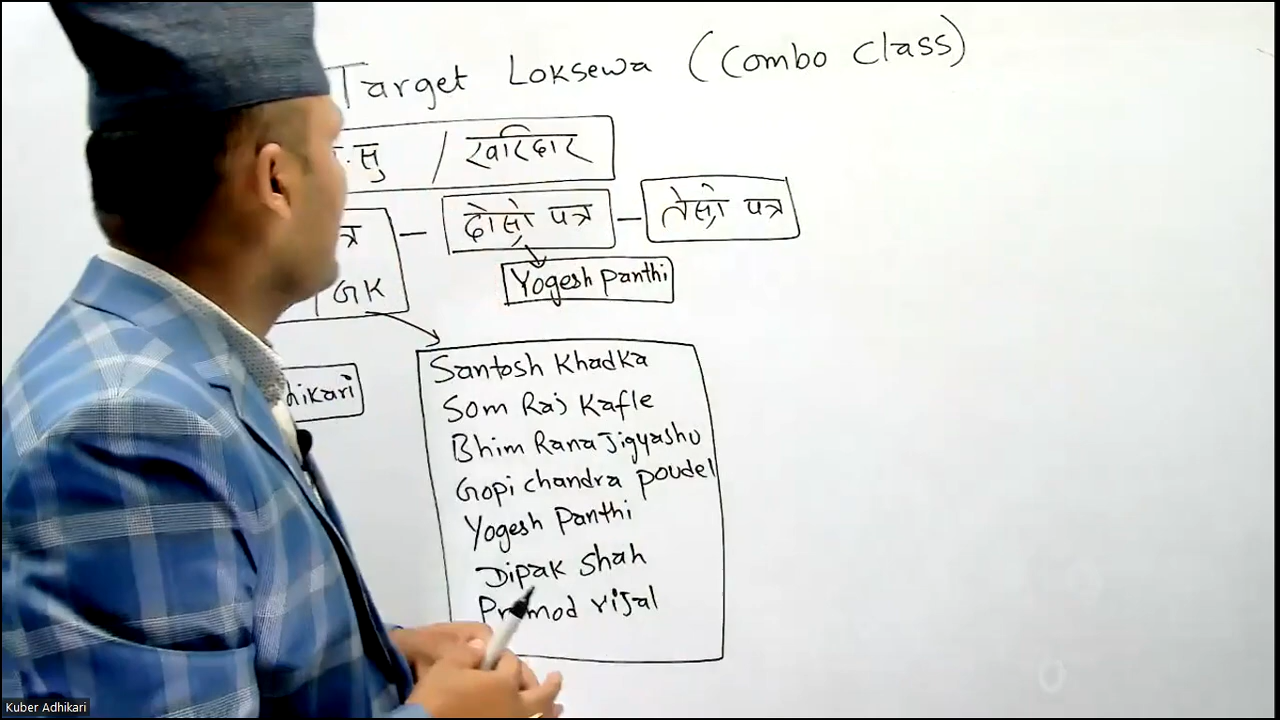 Target Loksewa (Combo Class)
सु / खरिदार
दोस्रो पत्र — तेस्रो पत्र
Yogesh Panthi
GK
Santosh Khadka
hikari
Som Raj Kafle
Bhim Rana Jigyashu
Gopi chandra poudel
Yogesh Panthi
Dipak Shah
Pramod rijal
Kuber Adhikari